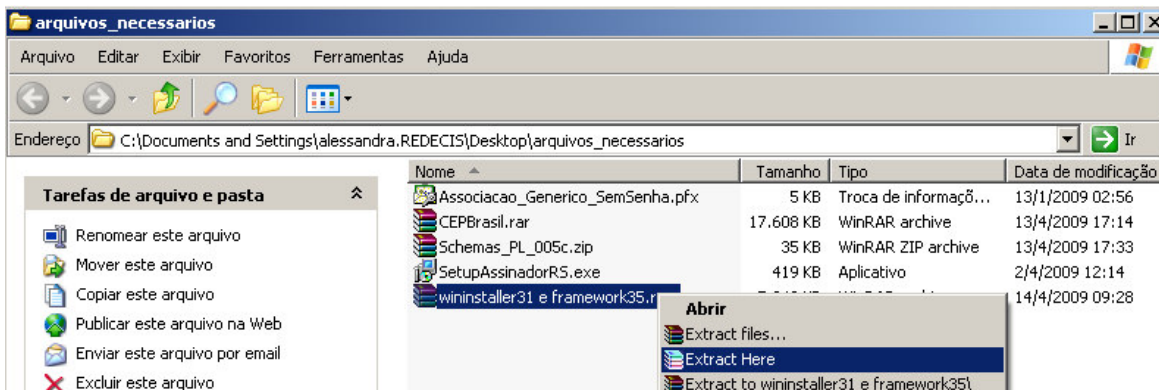 arquivos_necessarios
Arquivo Editar Exibir Favoritos Ferramentas Ajuda
Endereço C:\Documents and Settings\alessandra.REDECIS\Desktop\arquivos_necessarios Ir
Tarefas de arquivo e pasta
Renomear este arquivo
Mover este arquivo
Copiar este arquivo
Publicar este arquivo na Web
Enviar este arquivo por email
Excluir este arquivo
Nome Tamanho Tipo Data de modificação
Associacao_Generico_SemSenha.pfx 5 KB Troca de informaçõ... 13/1/2009 02:56
CEPBrasil.rar 17.608 KB WinRAR archive 13/4/2009 17:14
Schemas_PL_005c.zip 35 KB WinRAR ZIP archive 13/4/2009 17:33
SetupAssinadorRS.exe 419 KB Aplicativo 2/4/2009 12:14
wininstaller31 e framework35.r 14/4/2009 09:28
Abrir
Extract files...
Extract Here
Extract to wininstaller31 e framework35\